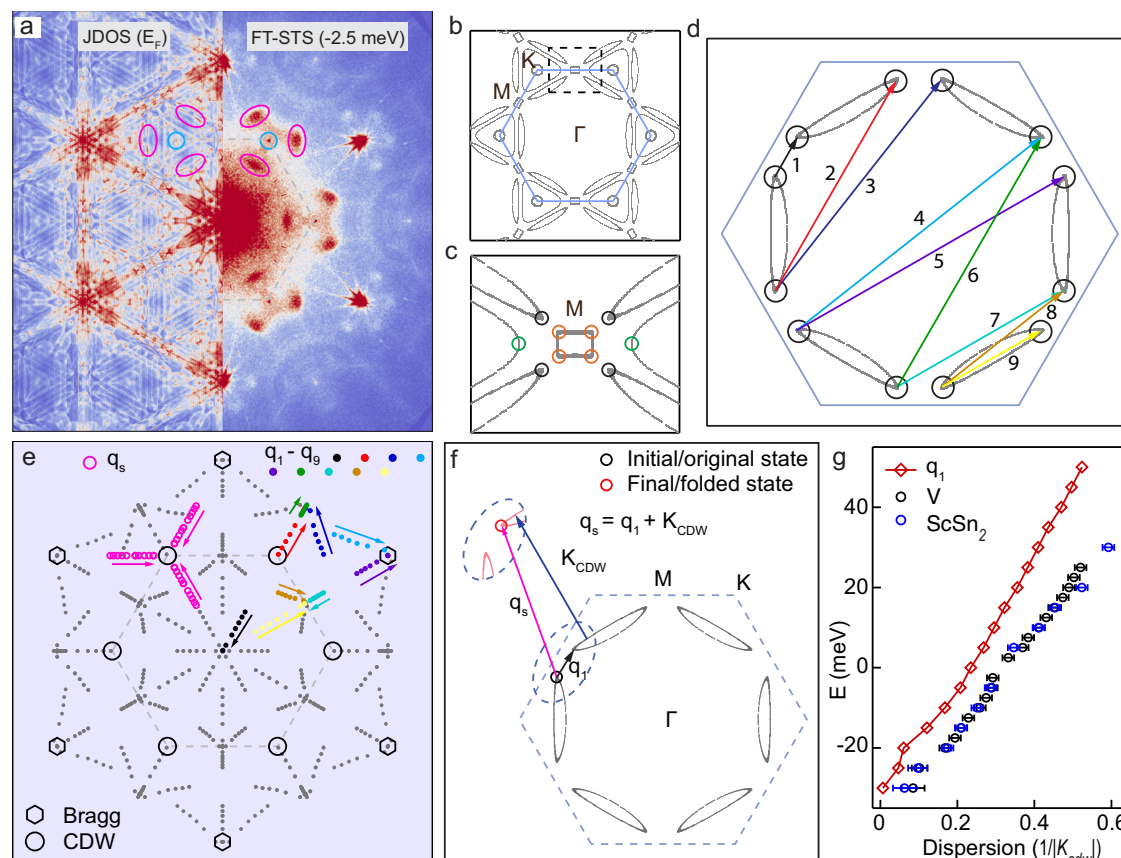 a
JDOS (E_F)
FT-STS (-2.5 meV)
b
K
M
Γ
c
M
d
1
2
3
4
5
6
7
8
9
e
q_s
q_1 - q_9
Bragg
CDW
f
Initial/original state
Final/folded state
q_s = q_1 + K_CDW
K_CDW
q_s
q_1
M
K
Γ
g
q_1
V
ScSn_2
E (meV)
40
20
0
-20
0
0.2
0.4
0.6
Dispersion (1/|K_cdw|)